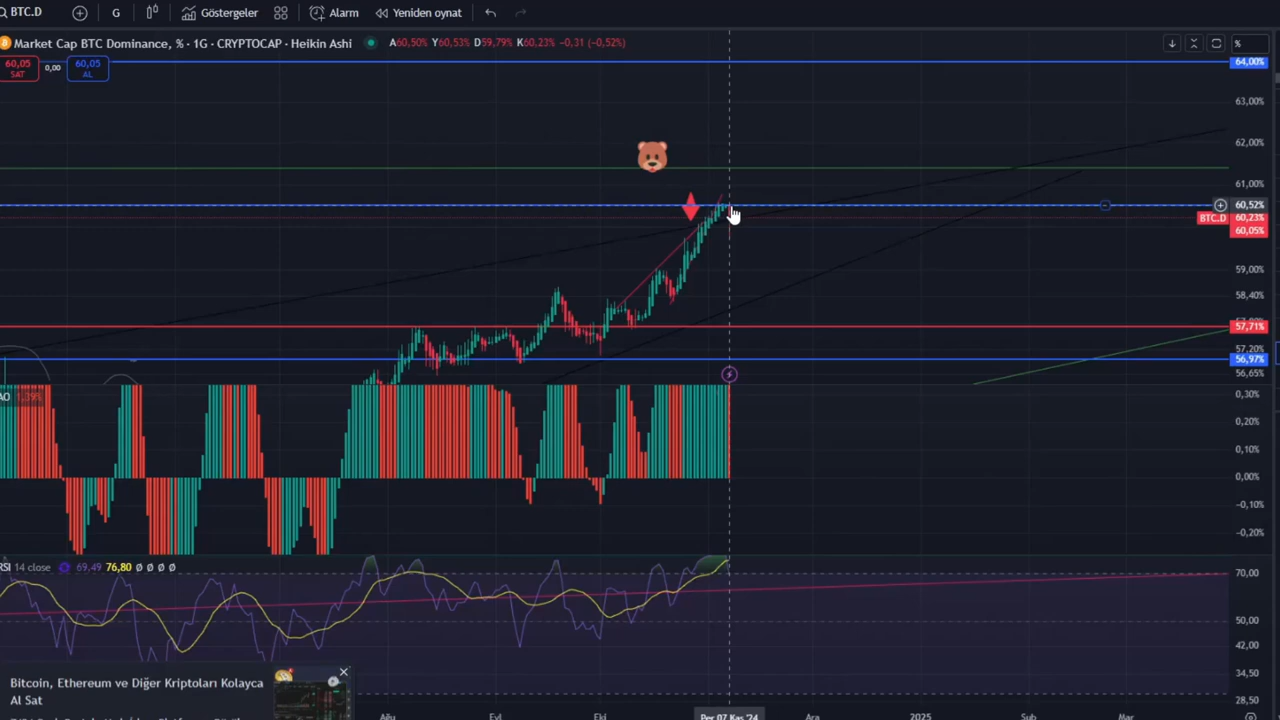 BTC.D G Göstergeler Alarm Yeniden oynat
Market Cap BTC Dominance, % · 1G · CRYPTOCAP · Heikin Ashi A60,50% Y60,53% D59,79% K60,23% −0,31 (−0,52%)
%
60,05 SAT 0,00 60,05 AL
64,00%
63,00%
62,00%
61,00%
60,52%
BTC.D 60,23%
60,05%
59,00%
58,40%
57,71%
57,20%
56,97%
56,65%
AO 1,39%
0,30%
0,20%
0,10%
0,00%
−0,10%
−0,20%
RSI 14 close 69,49 76,80 Ø Ø Ø Ø
70,00
50,00
42,00
34,50
28,50
Bitcoin, Ethereum ve Diğer Kriptoları Kolayca
Al Sat
Ağu Eyl Eki Per 07 Kas '24 Ara 2025 Şub Mar